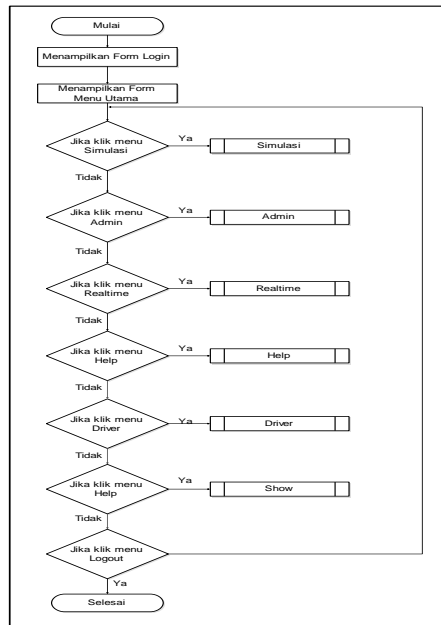 Mulai
Menampilkan Form Login
Menampilkan Form
Menu Utama
Jika klik menu
Simulasi
Ya
Simulasi
Tidak
Jika klik menu
Admin
Ya
Admin
Tidak
Jika klik menu
Realtime
Ya
Realtime
Tidak
Jika klik menu
Help
Ya
Help
Tidak
Jika klik menu
Driver
Ya
Driver
Tidak
Jika klik menu
Help
Ya
Show
Tidak
Jika klik menu
Logout
Ya
Selesai